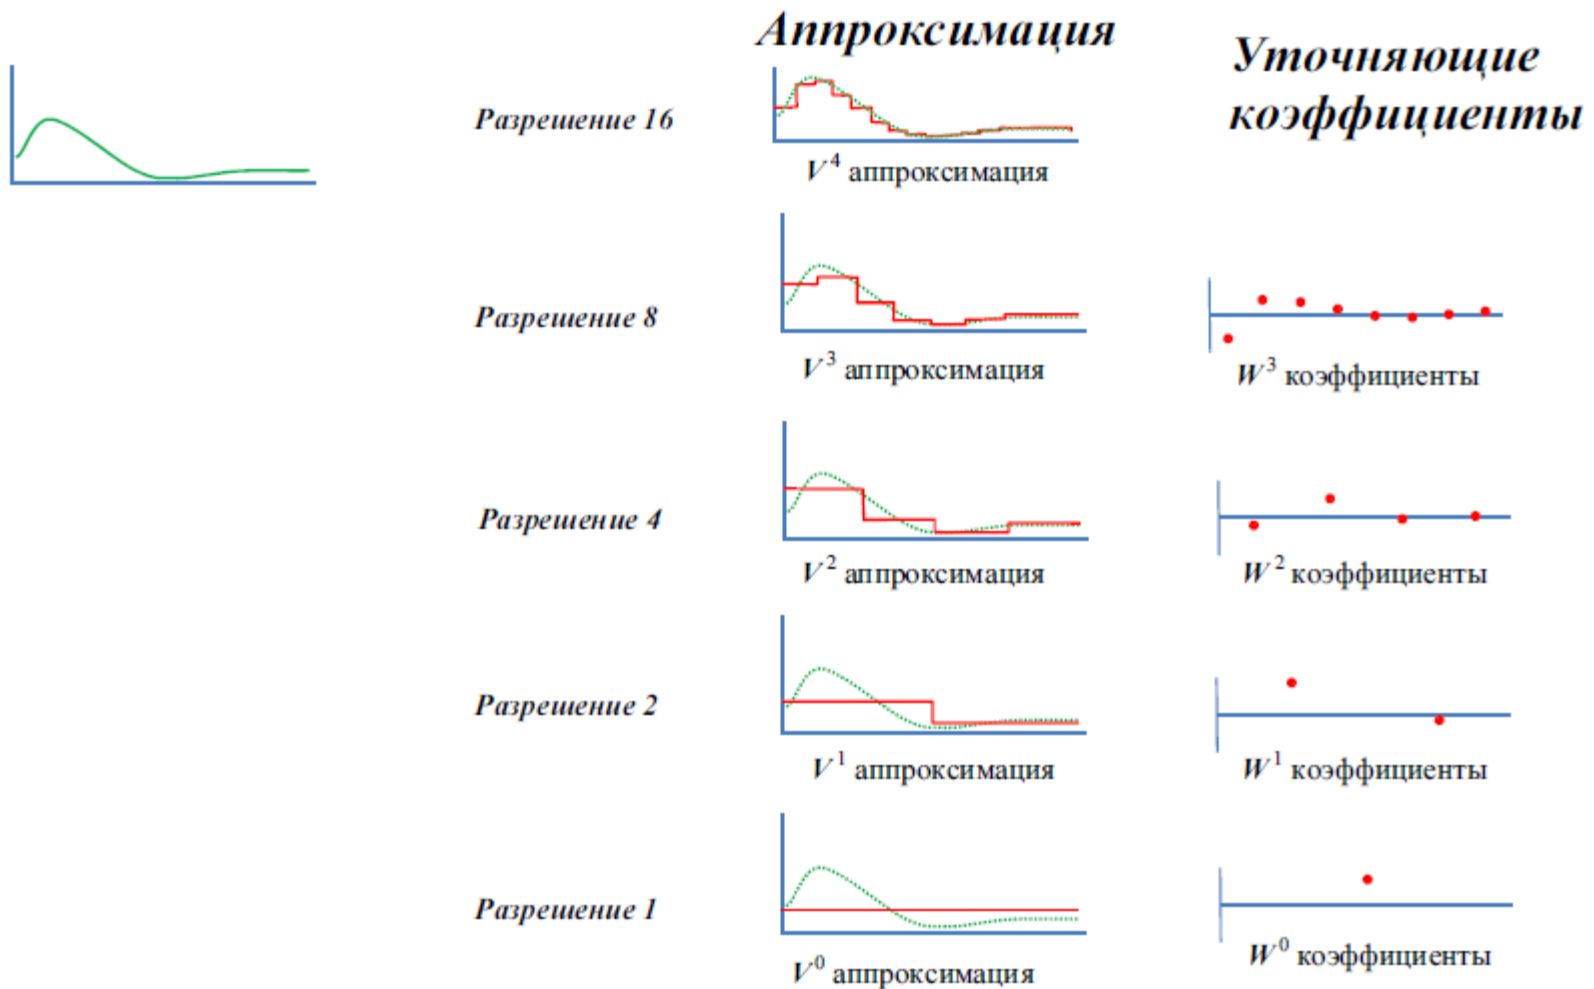 Аппроксимация
Уточняющие
коэффициенты
Разрешение 16
V⁴ аппроксимация
Разрешение 8
V³ аппроксимация
W³ коэффициенты
Разрешение 4
V² аппроксимация
W² коэффициенты
Разрешение 2
V¹ аппроксимация
W¹ коэффициенты
Разрешение 1
V⁰ аппроксимация
W⁰ коэффициенты